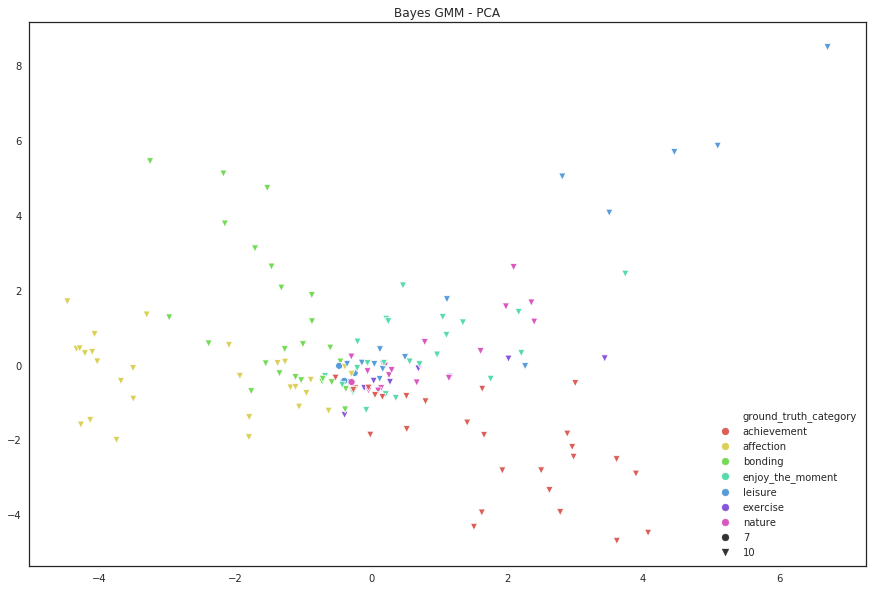 Bayes GMM - PCA
8
6
4
2
0
−2
−4
−4
−2
0
2
4
6
ground_truth_category
achievement
affection
bonding
enjoy_the_moment
leisure
exercise
nature
7
10